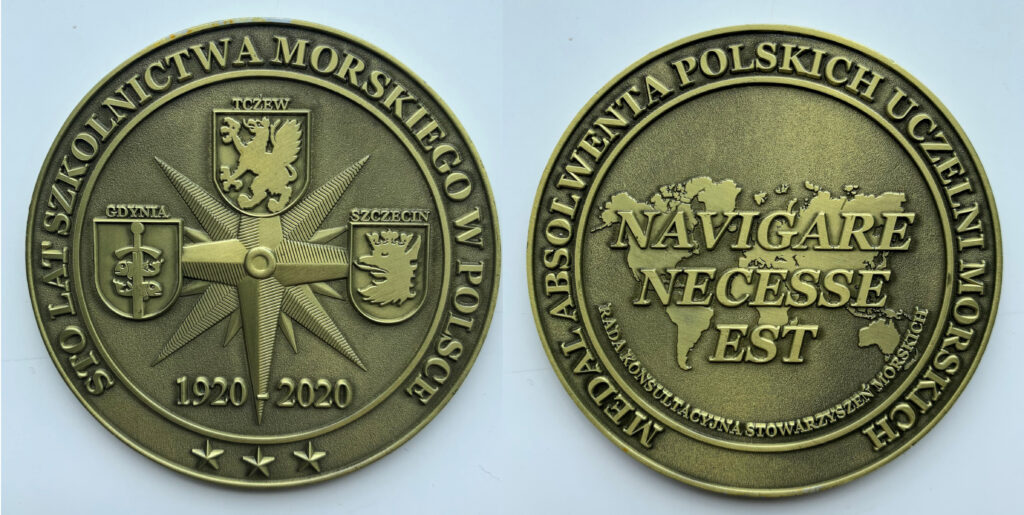 STO LAT SZKOLNICTWA MORSKIEGO W POLSCE
TCZEW
GDYNIA
SZCZECIN
1920 - 2020
MEDAL ABSOLWENTA POLSKICH UCZELNI MORSKICH
NAVIGARE
NECESSE
EST
RADA KONSULTACYJNA STOWARZYSZEŃ MORSKICH